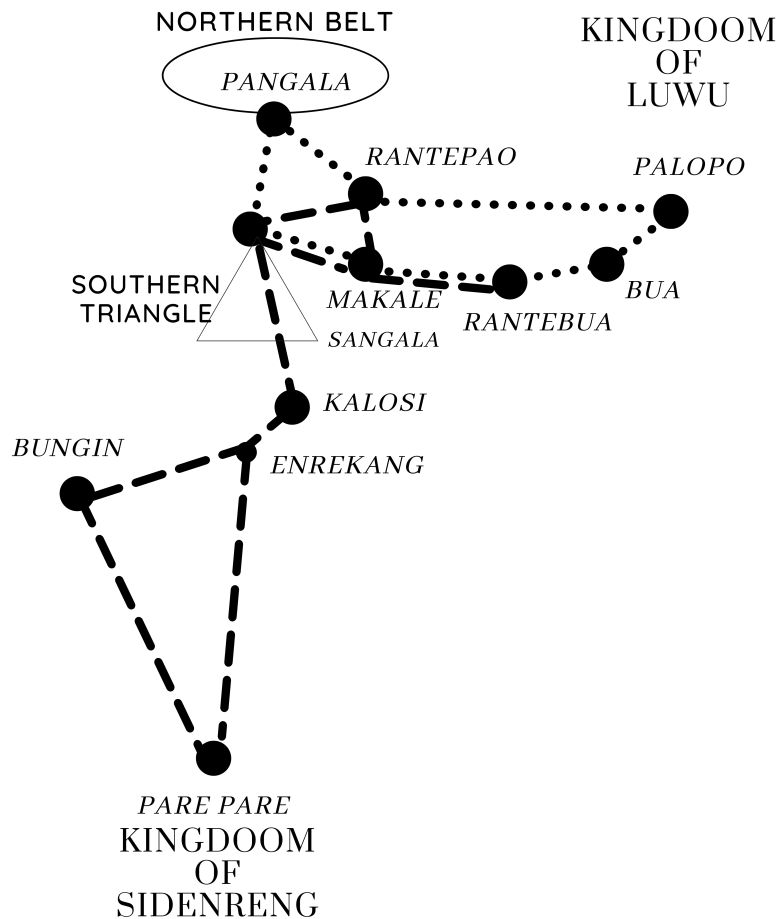 NORTHERN BELT
PANGALA
KINGDOOM
OF
LUWU
RANTEPAO
PALOPO
SOUTHERN
TRIANGLE
MAKALE
BUA
RANTEBUA
SANGALA
KALOSI
BUNGIN
ENREKANG
PARE PARE
KINGDOOM
OF
SIDENRENG